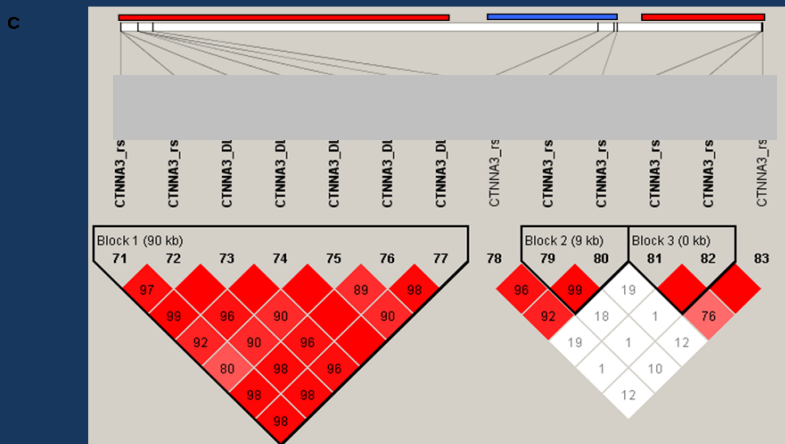 C
CTNNA3_rs CTNNA3_rs CTNNA3_DI CTNNA3_DI CTNNA3_DI CTNNA3_DI CTNNA3_DI CTNNA3_rs CTNNA3_rs CTNNA3_rs CTNNA3_rs CTNNA3_rs CTNNA3_rs
Block 1 (90 kb) Block 2 (9 kb) Block 3 (0 kb)
71 72 73 74 75 76 77 78 79 80 81 82 83
97 89 98 96 99 19
99 96 90 90 92 18 1 76
92 90 96 19 1 12
80 98 96 1 10
98 98 12
98